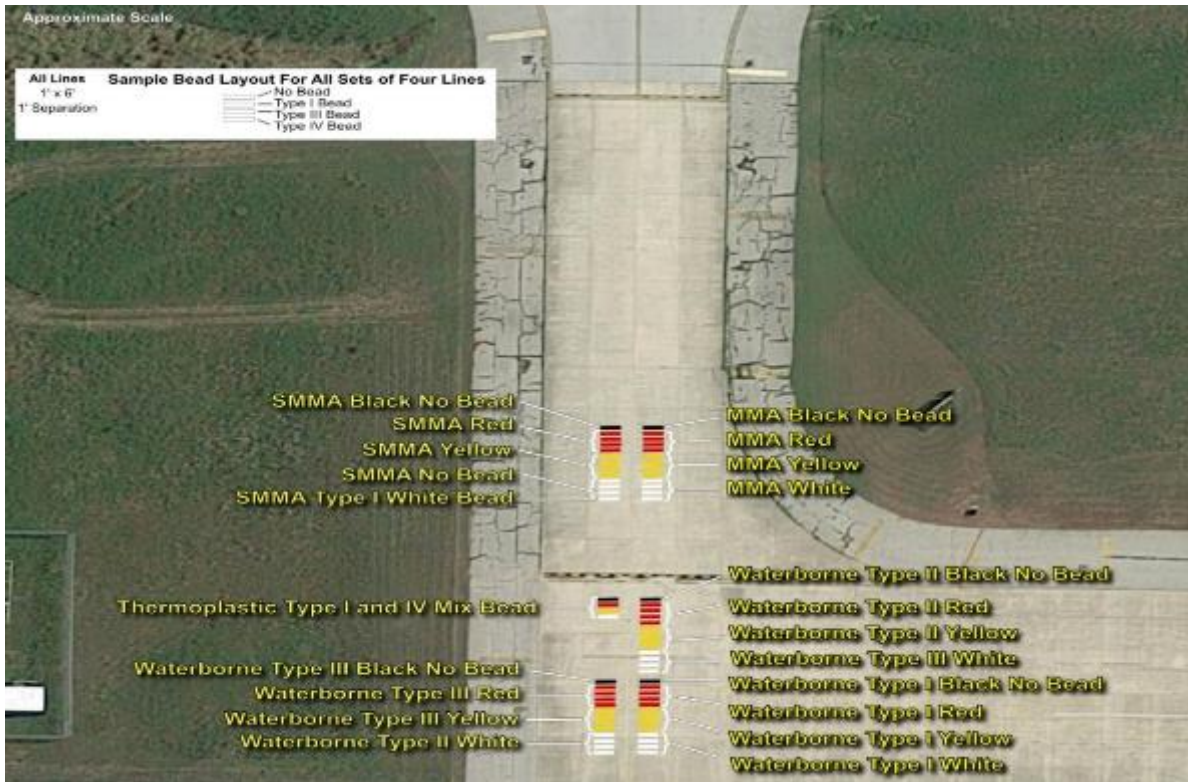 Approximate Scale
All Lines
1' x 6'
1' Separation
Sample Bead Layout For All Sets of Four Lines
No Bead
Type I Bead
Type III Bead
Type IV Bead
SMMA Black No Bead
SMMA Red
SMMA Yellow
SMMA No Bead
SMMA Type I White Bead
MMA Black No Bead
MMA Red
MMA Yellow
MMA White
Thermoplastic Type I and IV Mix Bead
Waterborne Type II Black No Bead
Waterborne Type II Red
Waterborne Type II Yellow
Waterborne Type III White
Waterborne Type III Black No Bead
Waterborne Type III Red
Waterborne Type III Yellow
Waterborne Type II White
Waterborne Type I Black No Bead
Waterborne Type I Red
Waterborne Type I Yellow
Waterborne Type I White